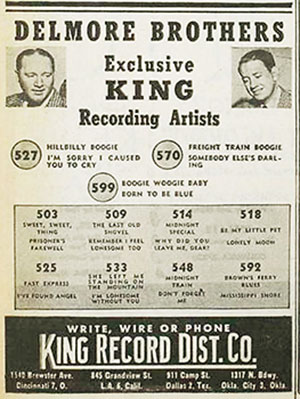 DELMORE BROTHERS
Exclusive
KING
Recording Artists
527
HILLBILLY BOOGIE
I'M SORRY I CAUSED
YOU TO CRY
570
FREIGHT TRAIN BOOGIE
SOMEBODY ELSE'S DARL-
ING
599
BOOGIE WOOGIE BABY
BORN TO BE BLUE
503
SWEET, SWEET,
THING
PRISONER'S
FAREWELL
509
THE LAST OLD
SHOVEL
REMEMBER I FEEL
LONESOME TOO
514
MIDNIGHT
SPECIAL
WHY DID YOU
LEAVE ME, DEAR?
518
BE MY LITTLE PET
LONELY MOON
525
FAST EXPRESS
I'VE FOUND ANGEL
533
SHE LEFT ME
STANDING ON
THE MOUNTAIN
I'M LONESOME
WITHOUT YOU
548
MIDNIGHT
TRAIN
DON'T FORGET
ME
592
BROWN'S FERRY
BLUES
MISSISSIPPI SHORE
WRITE, WIRE OR PHONE
KING RECORD DIST. CO.
1540 Brewster Ave.
Cincinnati 7, O.
845 Grandview St.
L.A. 6, Calif.
911 Camp St.
Dallas 2, Tex.
1317 N. Bdwy.
Okla. City 3, Okla.